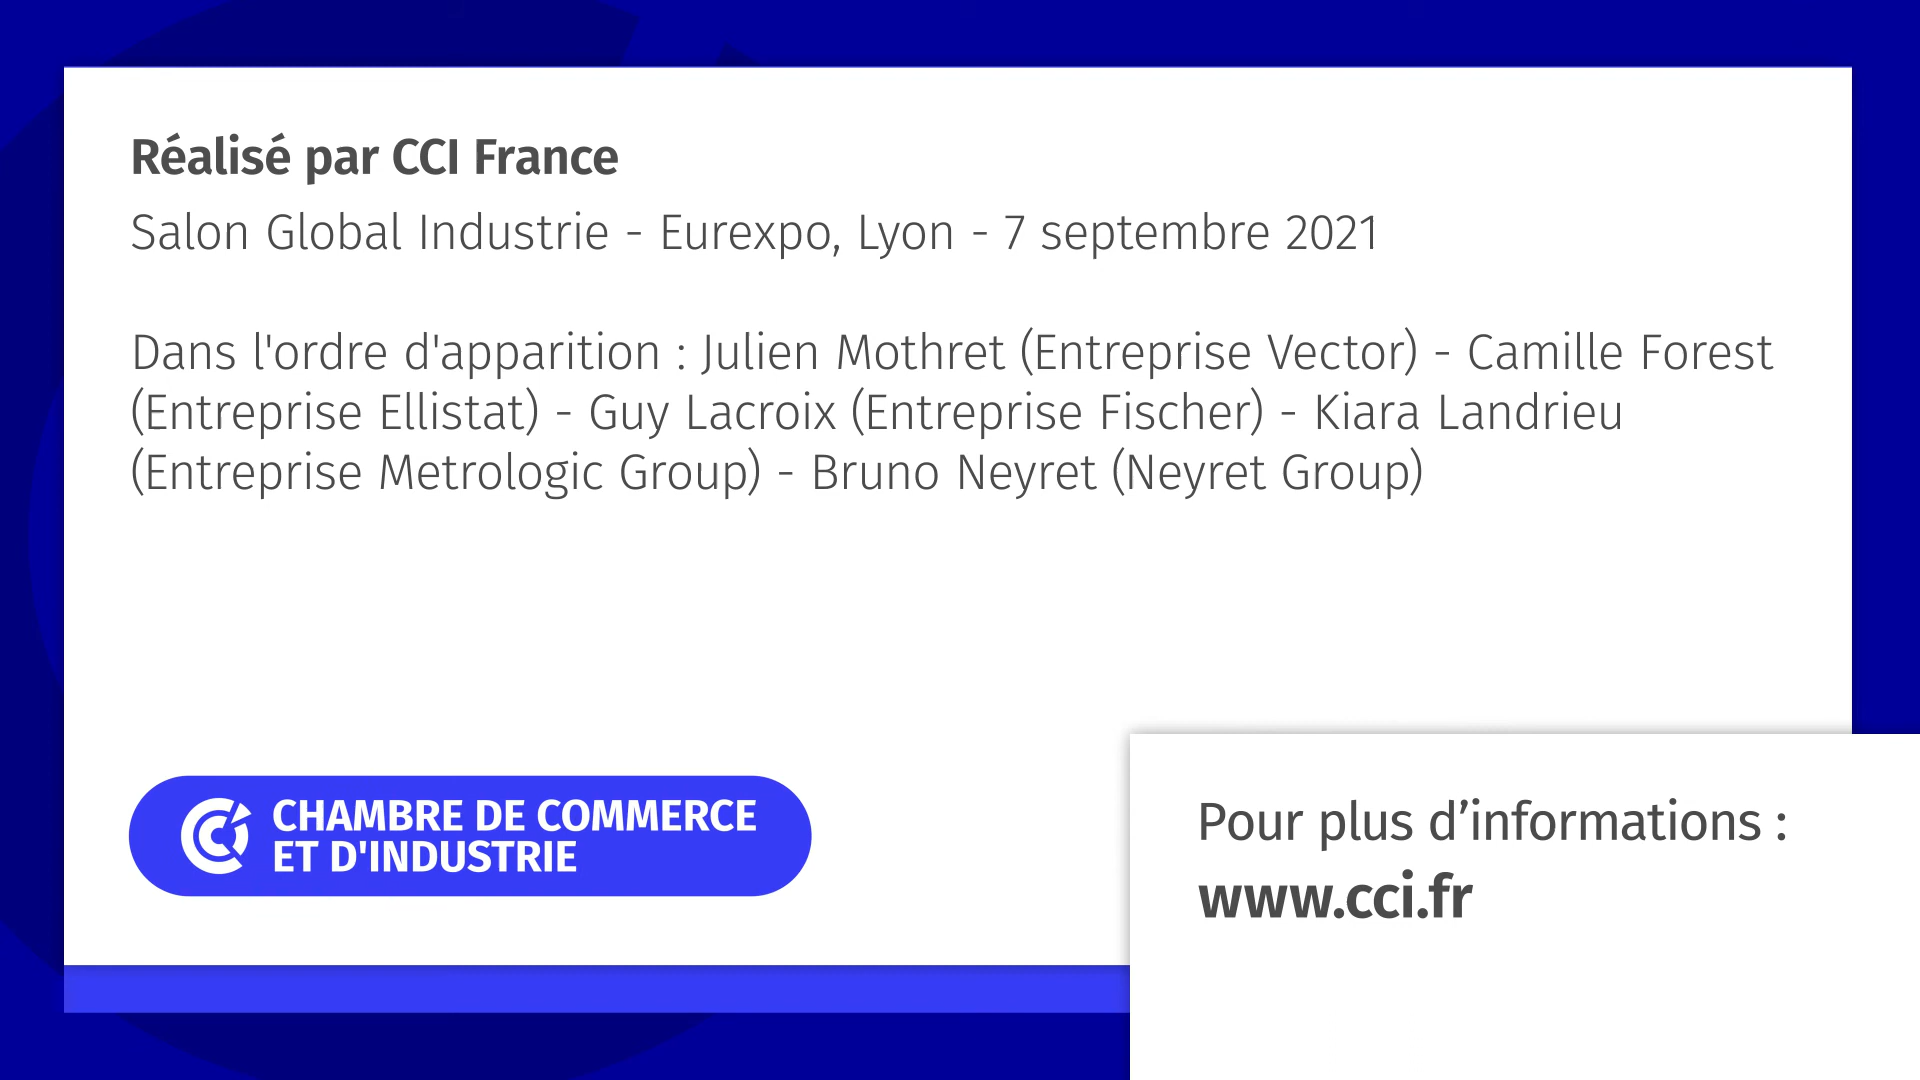 Réalisé par CCI France
Salon Global Industrie - Eurexpo, Lyon - 7 septembre 2021
Dans l'ordre d'apparition : Julien Mothret (Entreprise Vector) - Camille Forest
(Entreprise Ellistat) - Guy Lacroix (Entreprise Fischer) - Kiara Landrieu
(Entreprise Metrologic Group) - Bruno Neyret (Neyret Group)
CHAMBRE DE COMMERCE
ET D'INDUSTRIE
Pour plus d’informations :
www.cci.fr